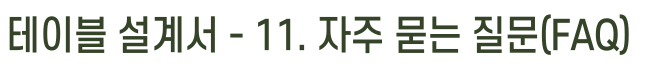 테이블 설계서 - 11. 자주 묻는 질문(FAQ)